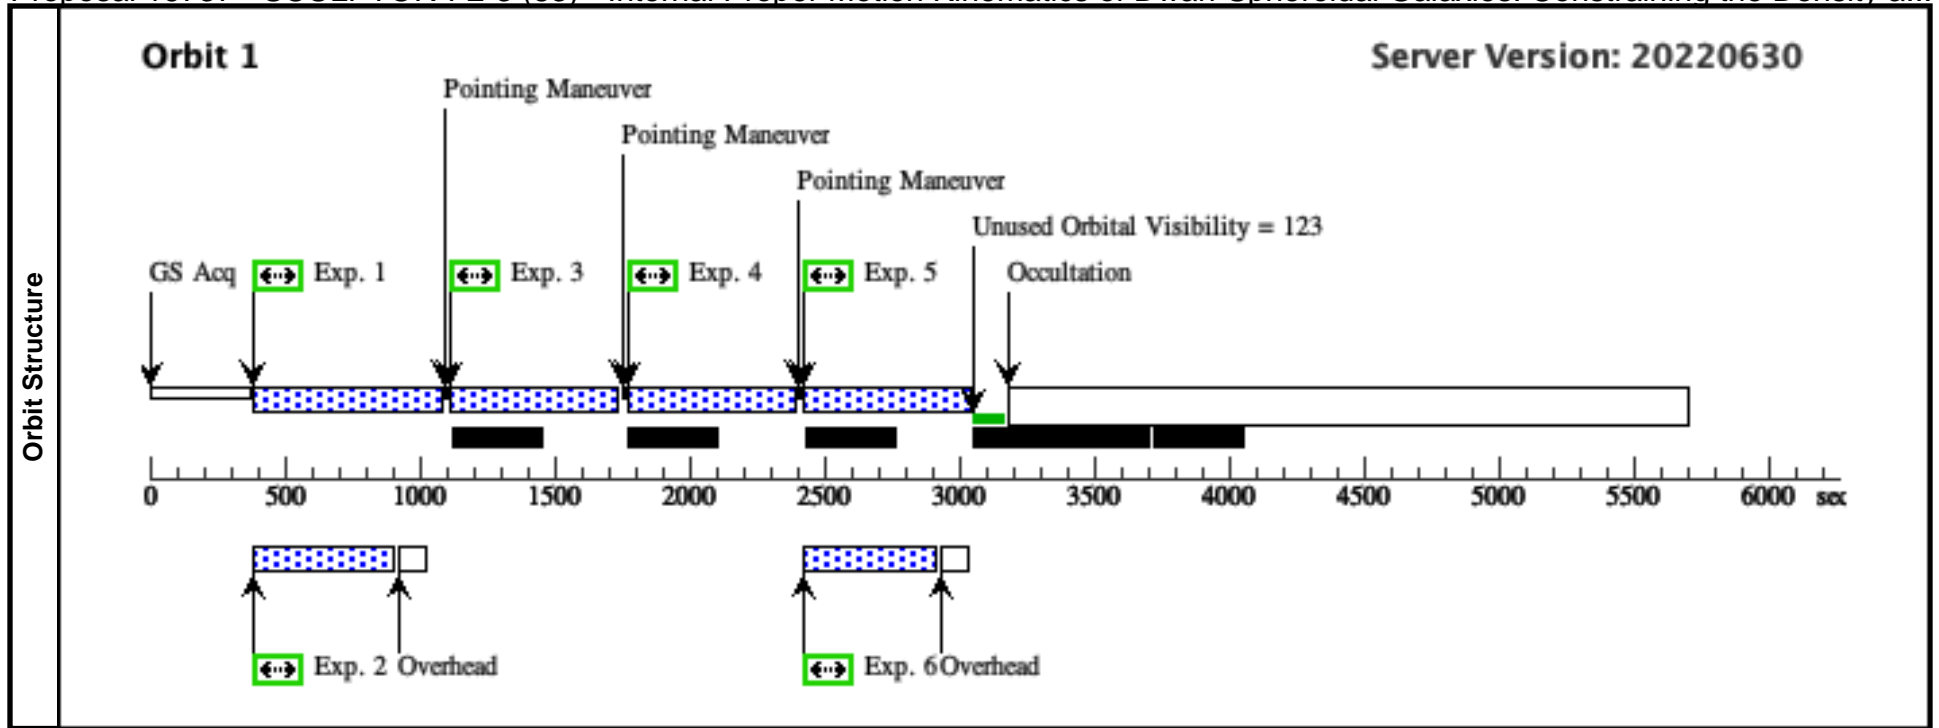 Orbit 1
Server Version: 20220630
Pointing Maneuver
Pointing Maneuver
Pointing Maneuver
Unused Orbital Visibility = 123
GS Acq
Exp. 1
Exp. 3
Exp. 4
Exp. 5
Occultation
Orbit Structure
0 500 1000 1500 2000 2500 3000 3500 4000 4500 5000 5500 6000 sec
Exp. 2 Overhead
Exp. 6 Overhead